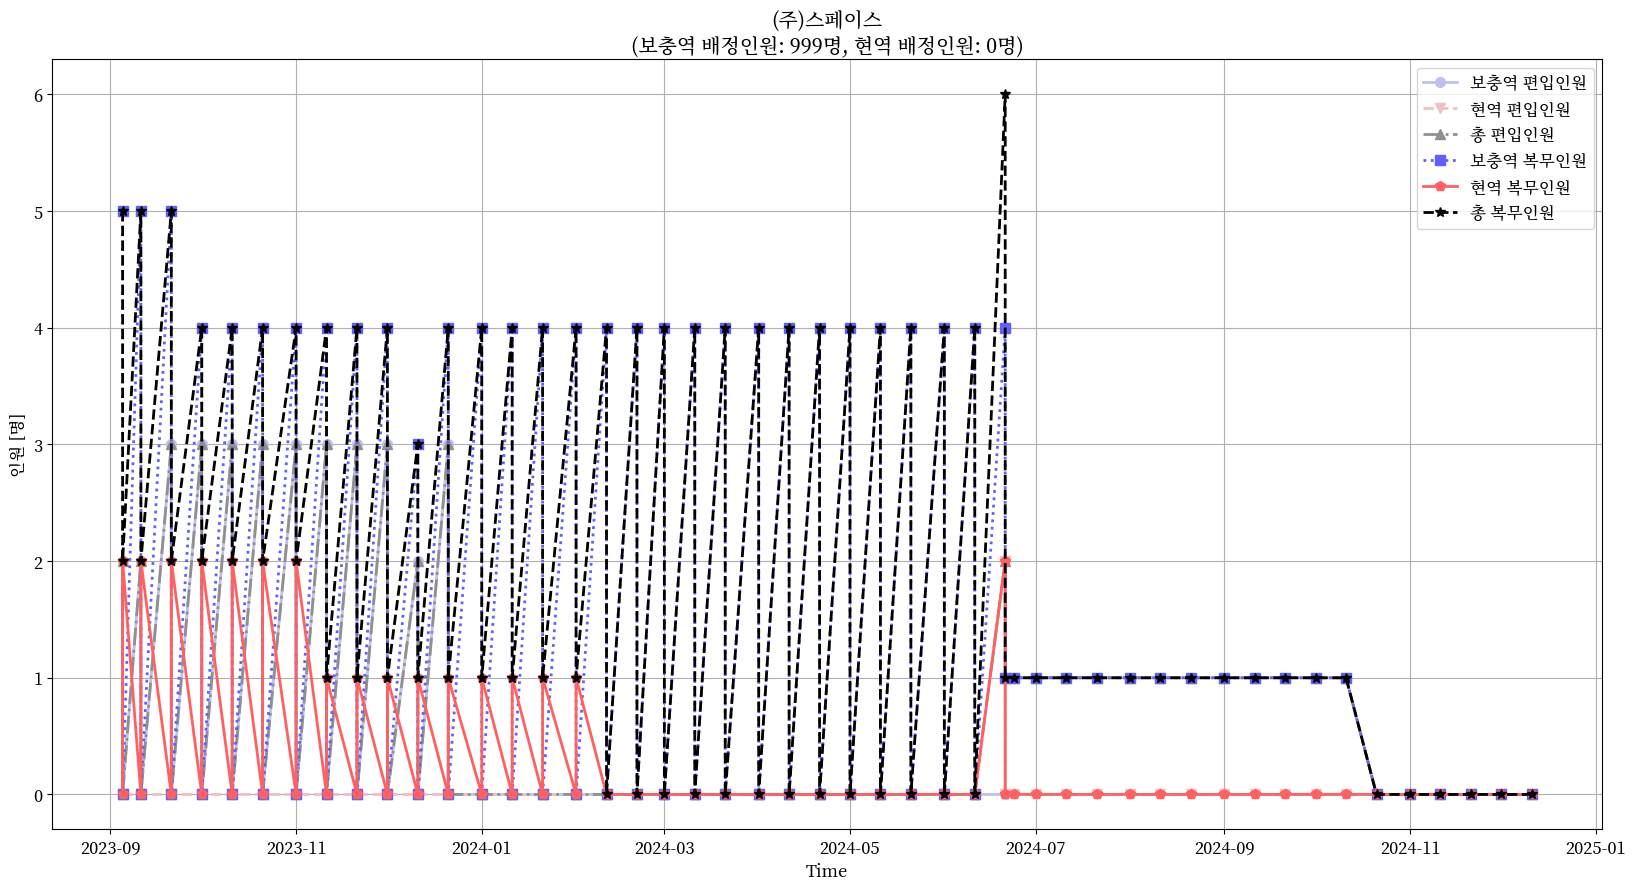 (주)스페이스
(보충역 배정인원: 999명, 현역 배정인원: 0명)
보충역 편입인원
현역 편입인원
총 편입인원
보충역 복무인원
현역 복무인원
총 복무인원
인원 [명]
6
5
4
3
2
1
0
2023-09
2023-11
2024-01
2024-03
2024-05
2024-07
2024-09
2024-11
2025-01
Time